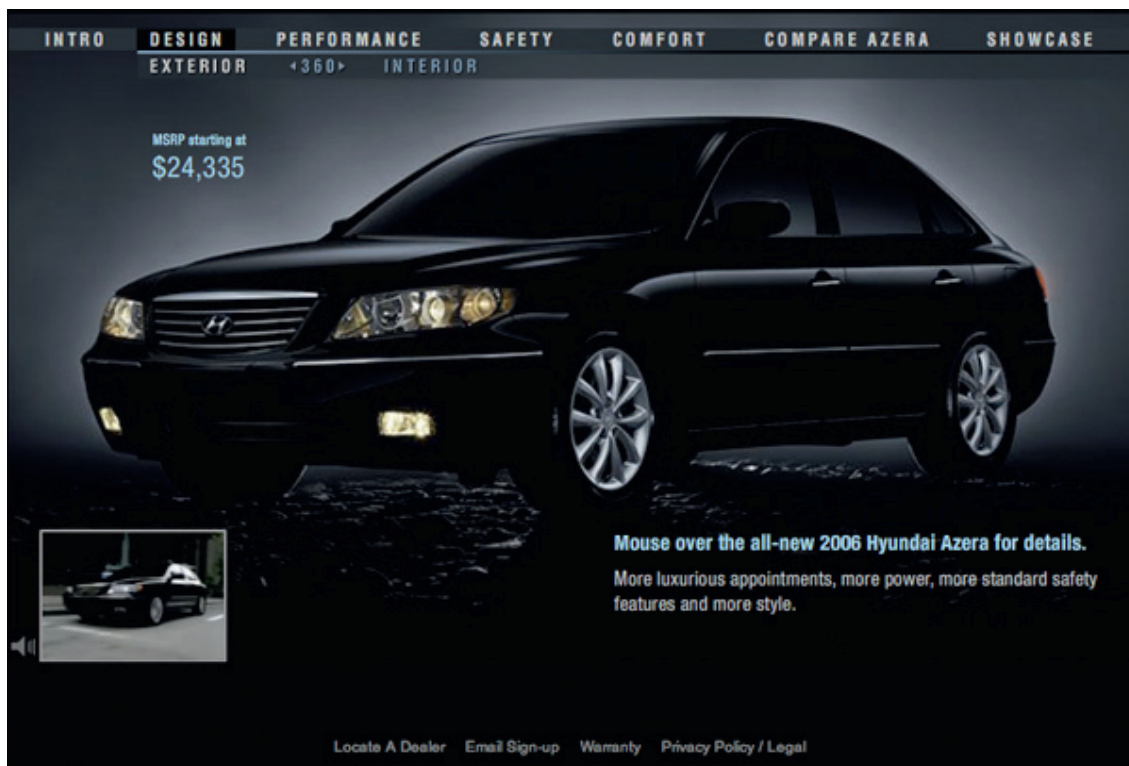 INTRO DESIGN PERFORMANCE SAFETY COMFORT COMPARE AZERA SHOWCASE
EXTERIOR ◂360▸ INTERIOR
MSRP starting at
$24,335
Mouse over the all-new 2006 Hyundai Azera for details.
More luxurious appointments, more power, more standard safety
features and more style.
Locate A Dealer Email Sign-up Warranty Privacy Policy / Legal